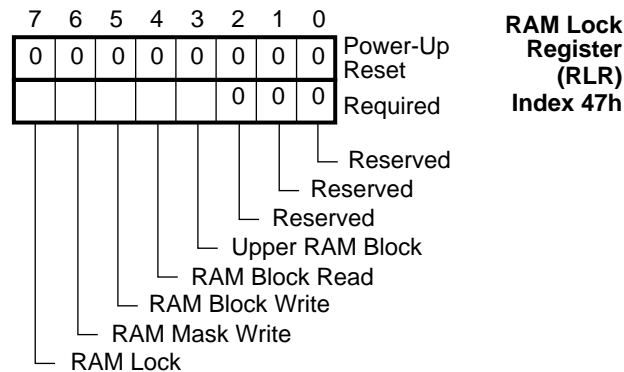 7 6 5 4 3 2 1 0
0 0 0 0 0 0 0 0 Power-Up
Reset
0 0 0 Required
Reserved
Reserved
Reserved
Upper RAM Block
RAM Block Read
RAM Block Write
RAM Mask Write
RAM Lock
RAM Lock
Register
(RLR)
Index 47h